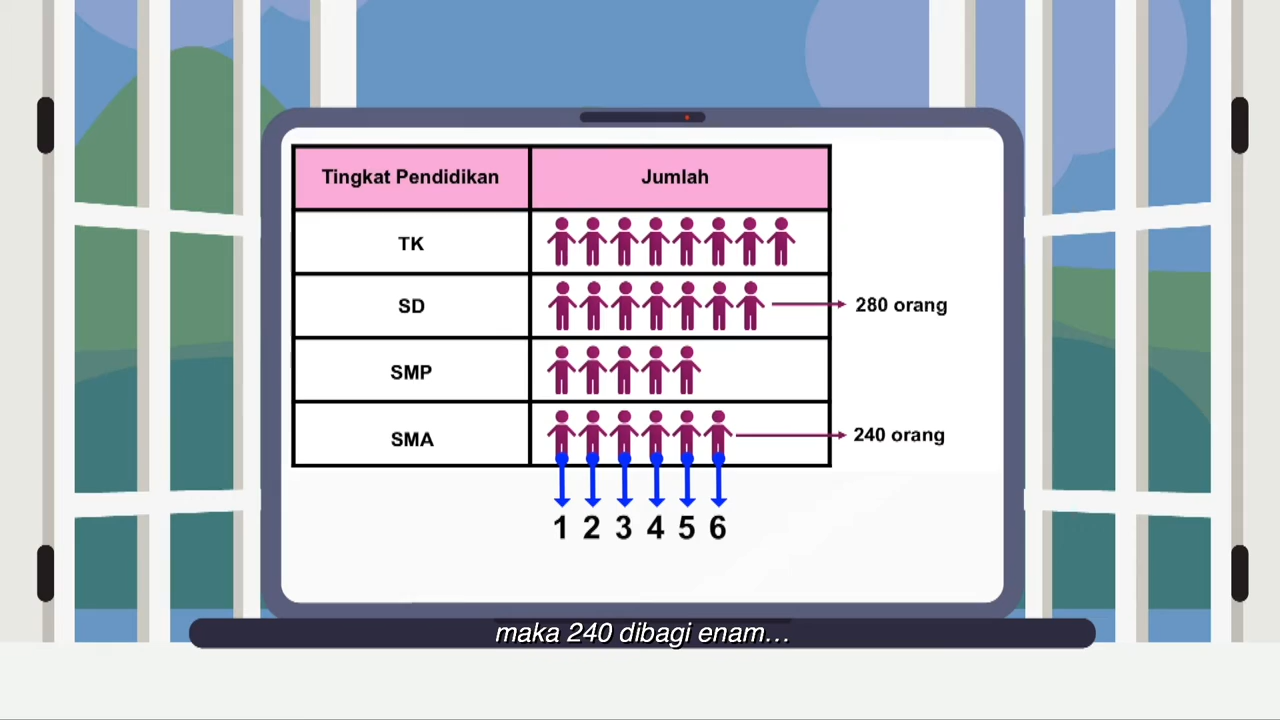 Tingkat Pendidikan Jumlah
TK
SD 280 orang
SMP
SMA 240 orang
1 2 3 4 5 6
maka 240 dibagi enam…